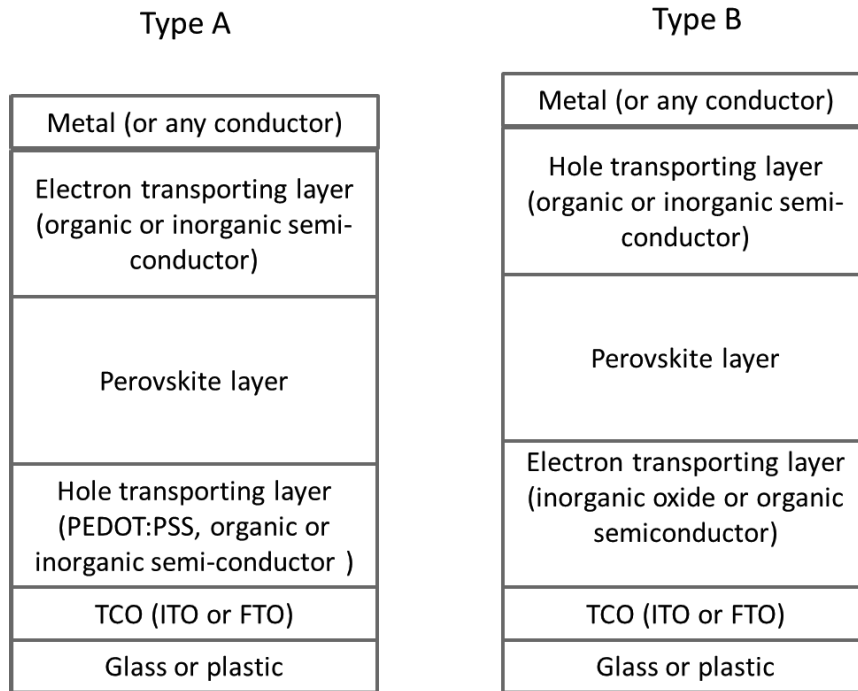 Type A
Metal (or any conductor)
Electron transporting layer
(organic or inorganic semi-
conductor)
Perovskite layer
Hole transporting layer
(PEDOT:PSS, organic or
inorganic semi-conductor )
TCO (ITO or FTO)
Glass or plastic
Type B
Metal (or any conductor)
Hole transporting layer
(organic or inorganic semi-
conductor)
Perovskite layer
Electron transporting layer
(inorganic oxide or organic
semiconductor)
TCO (ITO or FTO)
Glass or plastic